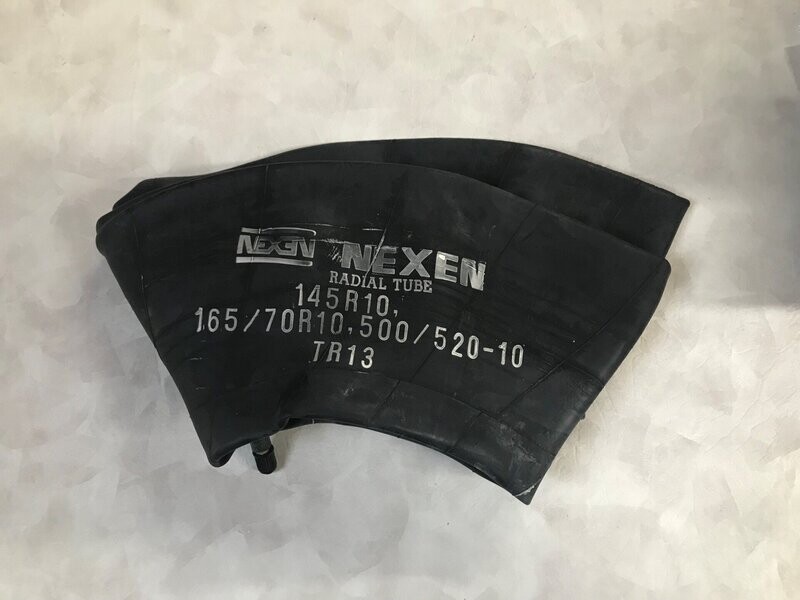 NEXEN NEXEN
RADIAL TUBE
145R10,
165/70R10,500/520-10
TR13